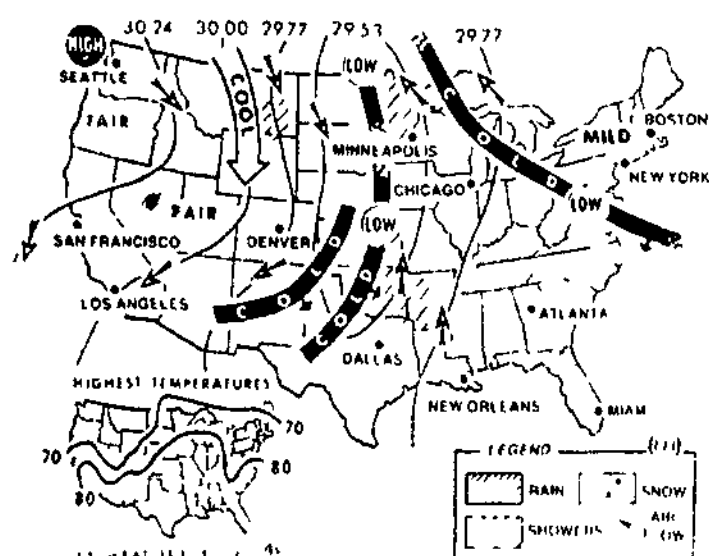 30.24 30.00 29.77 29.53 29.77
HIGH
LOW
SEATTLE
COOL
COLD
FAIR
BOSTON
MILD
MINNEAPOLIS
NEW YORK
CHICAGO
FAIR
LOW
LOW
SAN FRANCISCO
DENVER
COLD
COLD
LOS ANGELES
ATLANTA
DALLAS
HIGHEST TEMPERATURES
NEW ORLEANS
MIAMI
70
70
80
80
LEGEND
RAIN
SNOW
SHOWERS
AIR